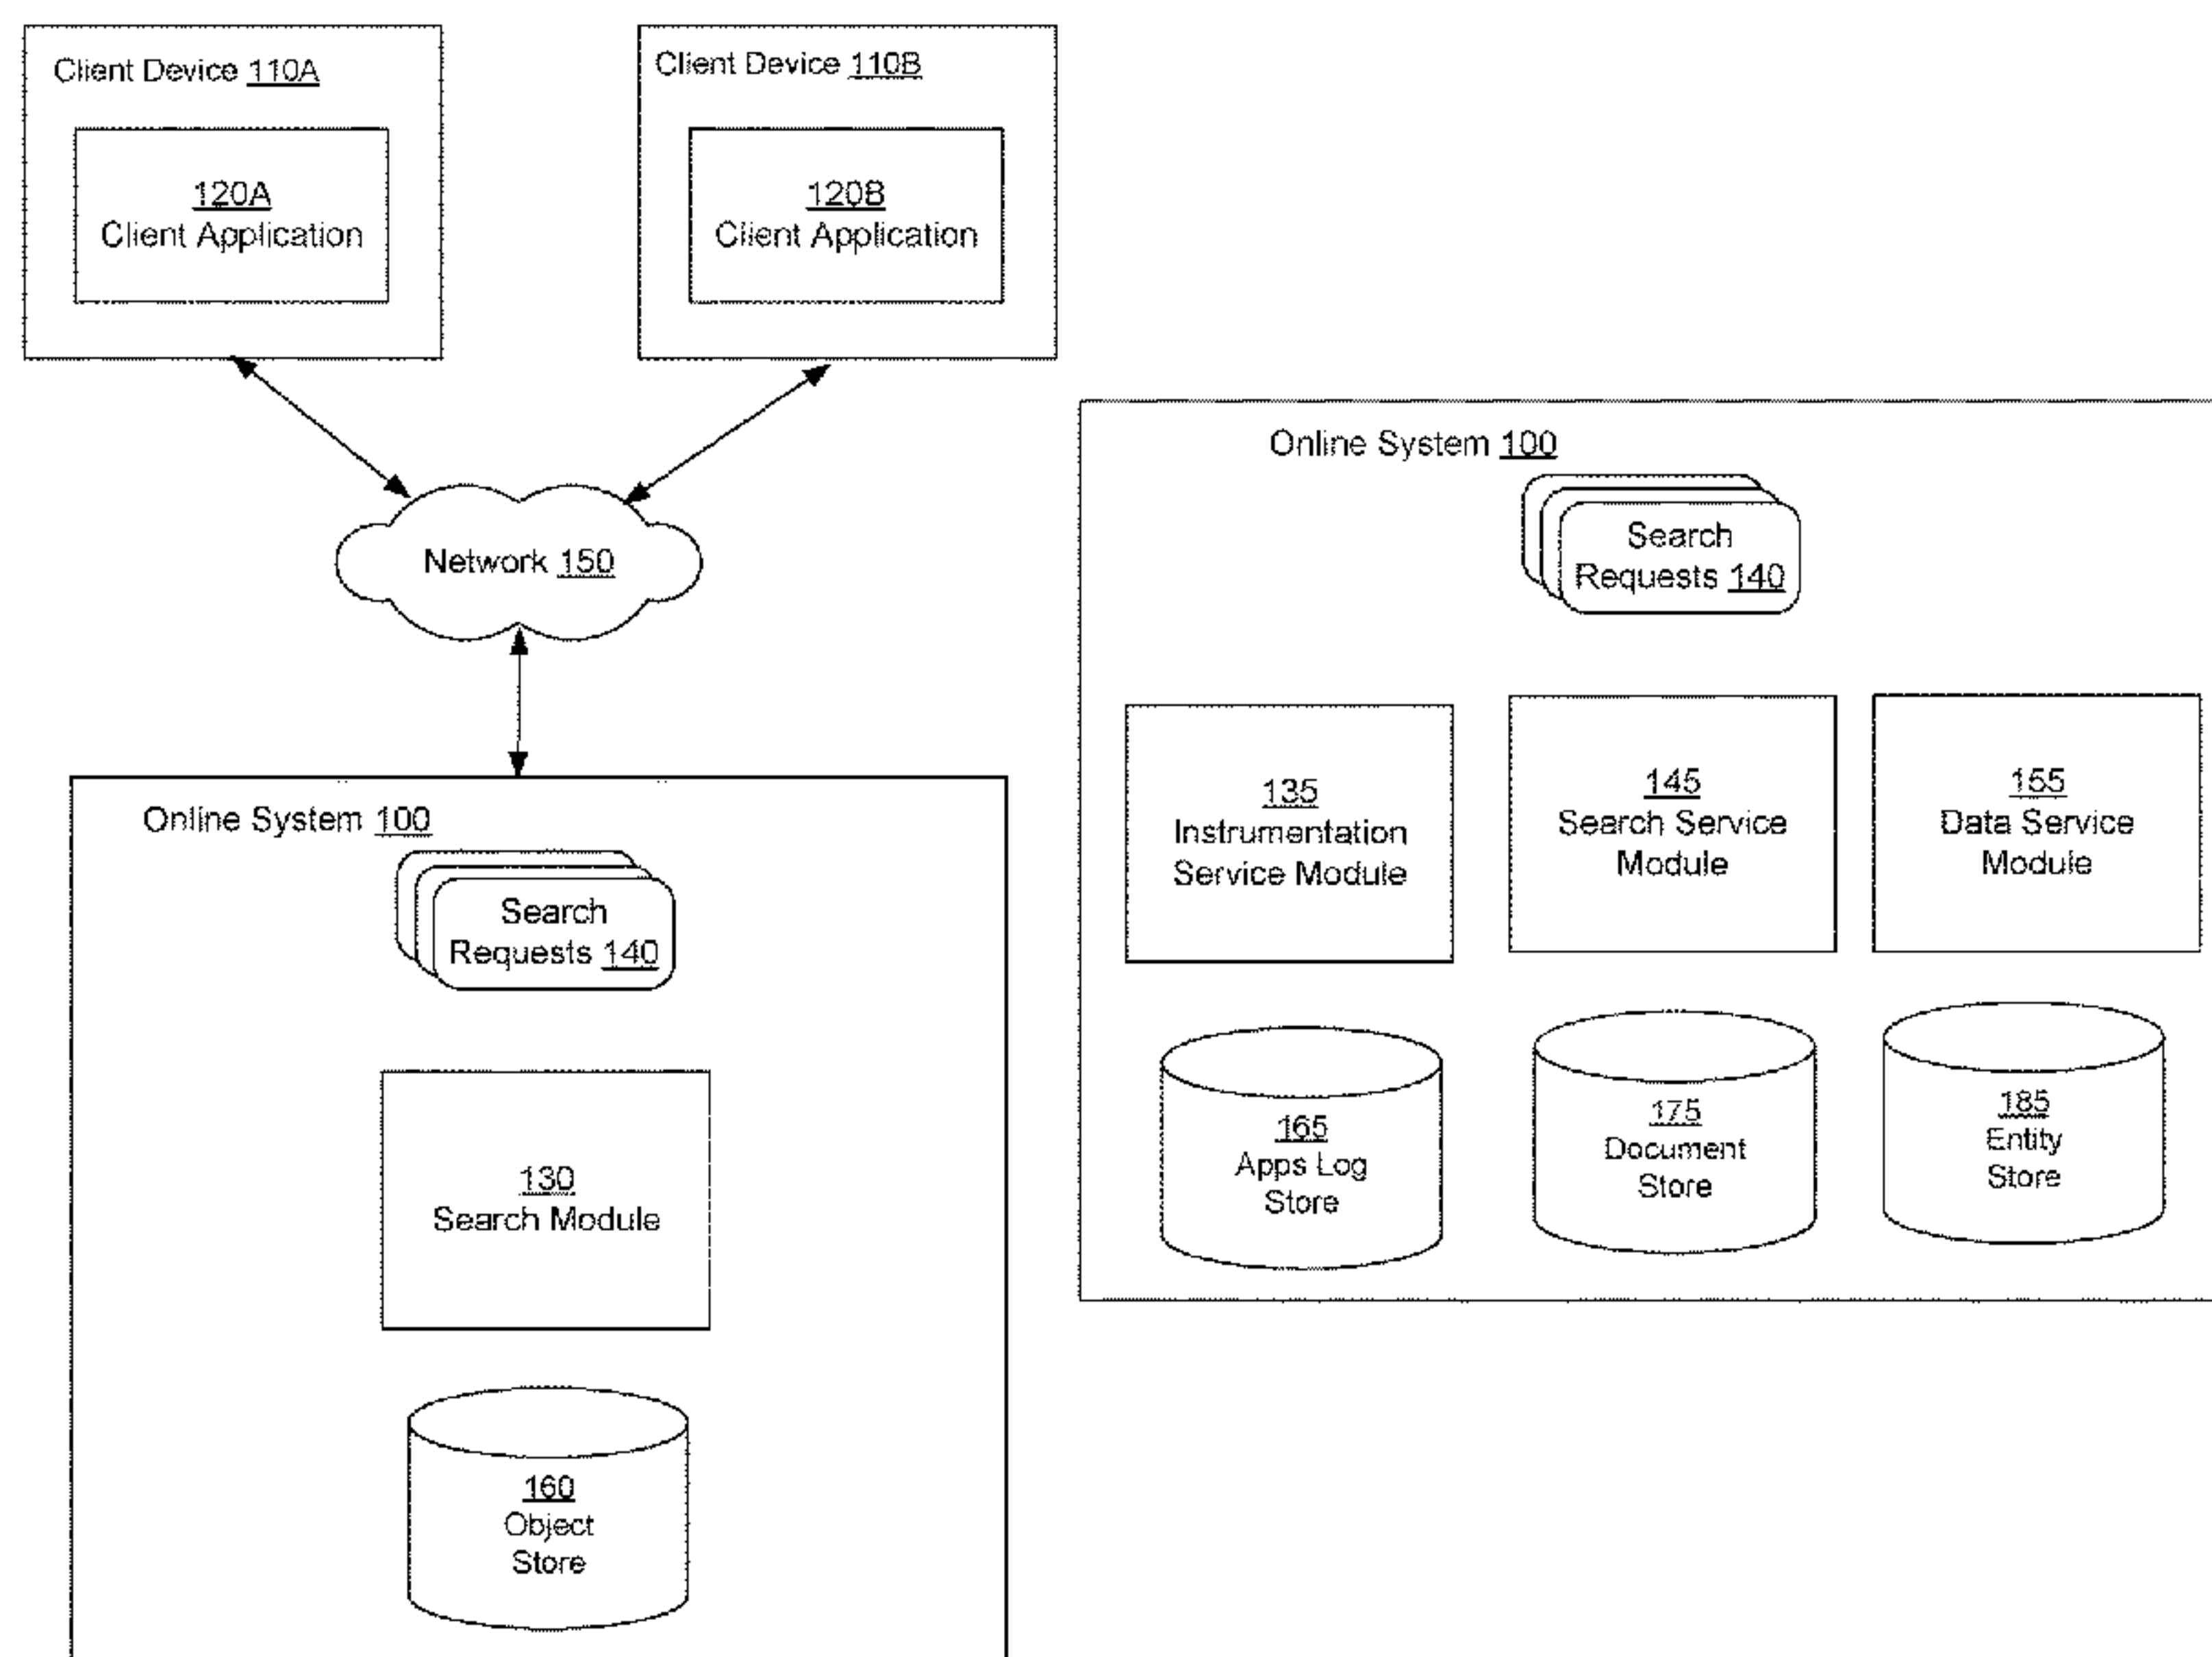 Client Device 110A
120A
Client Application
Client Device 110B
120B
Client Application
Network 150
Online System 100
Search
Requests 140
130
Search Module
160
Object
Store
Online System 100
Search
Requests 140
135
Instrumentation
Service Module
145
Search Service
Module
155
Data Service
Module
165
Apps Log
Store
175
Document
Store
185
Entity
Store